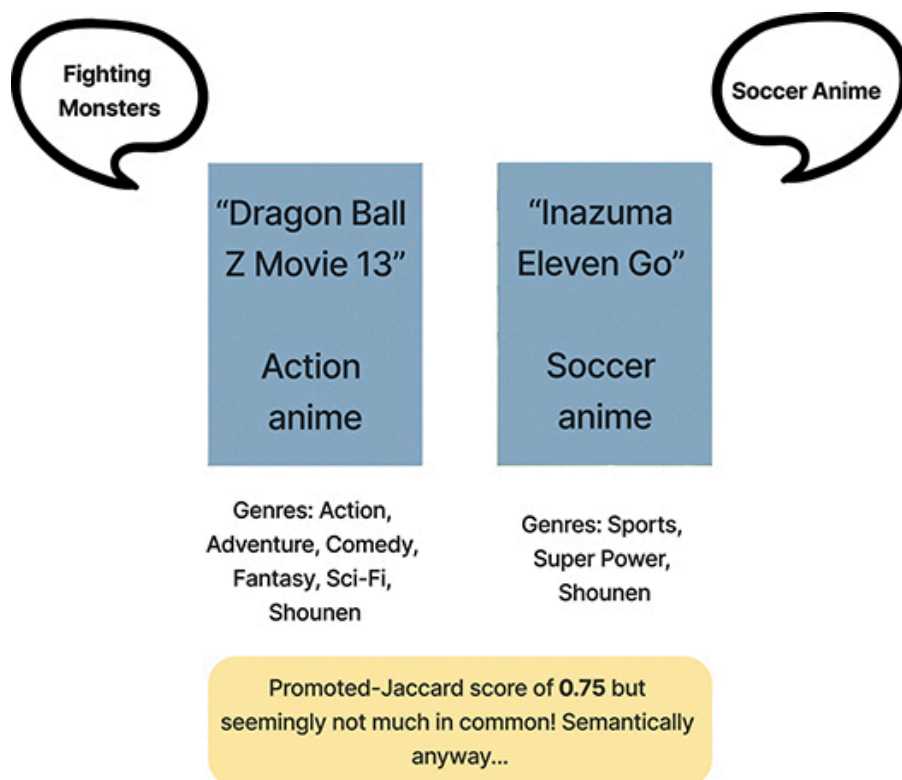 Fighting
Monsters
Soccer Anime
“Dragon Ball
Z Movie 13”
Action
anime
“Inazuma
Eleven Go”
Soccer
anime
Genres: Action,
Adventure, Comedy,
Fantasy, Sci-Fi,
Shounen
Genres: Sports,
Super Power,
Shounen
Promoted-Jaccard score of 0.75 but
seemingly not much in common! Semantically
anyway...